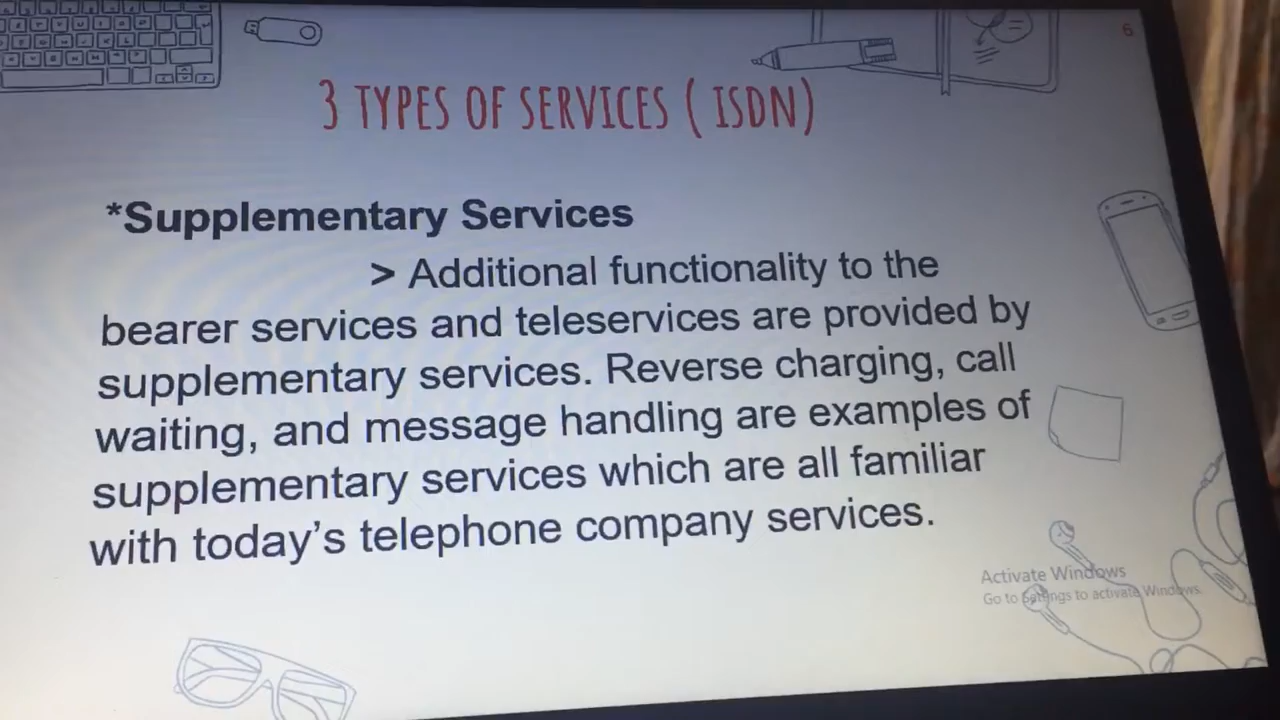 6
3 TYPES OF SERVICES ( ISDN)
*Supplementary Services
> Additional functionality to the
bearer services and teleservices are provided by
supplementary services. Reverse charging, call
waiting, and message handling are examples of
supplementary services which are all familiar
with today's telephone company services.
Activate Windows
Go to Settings to activate Windows.